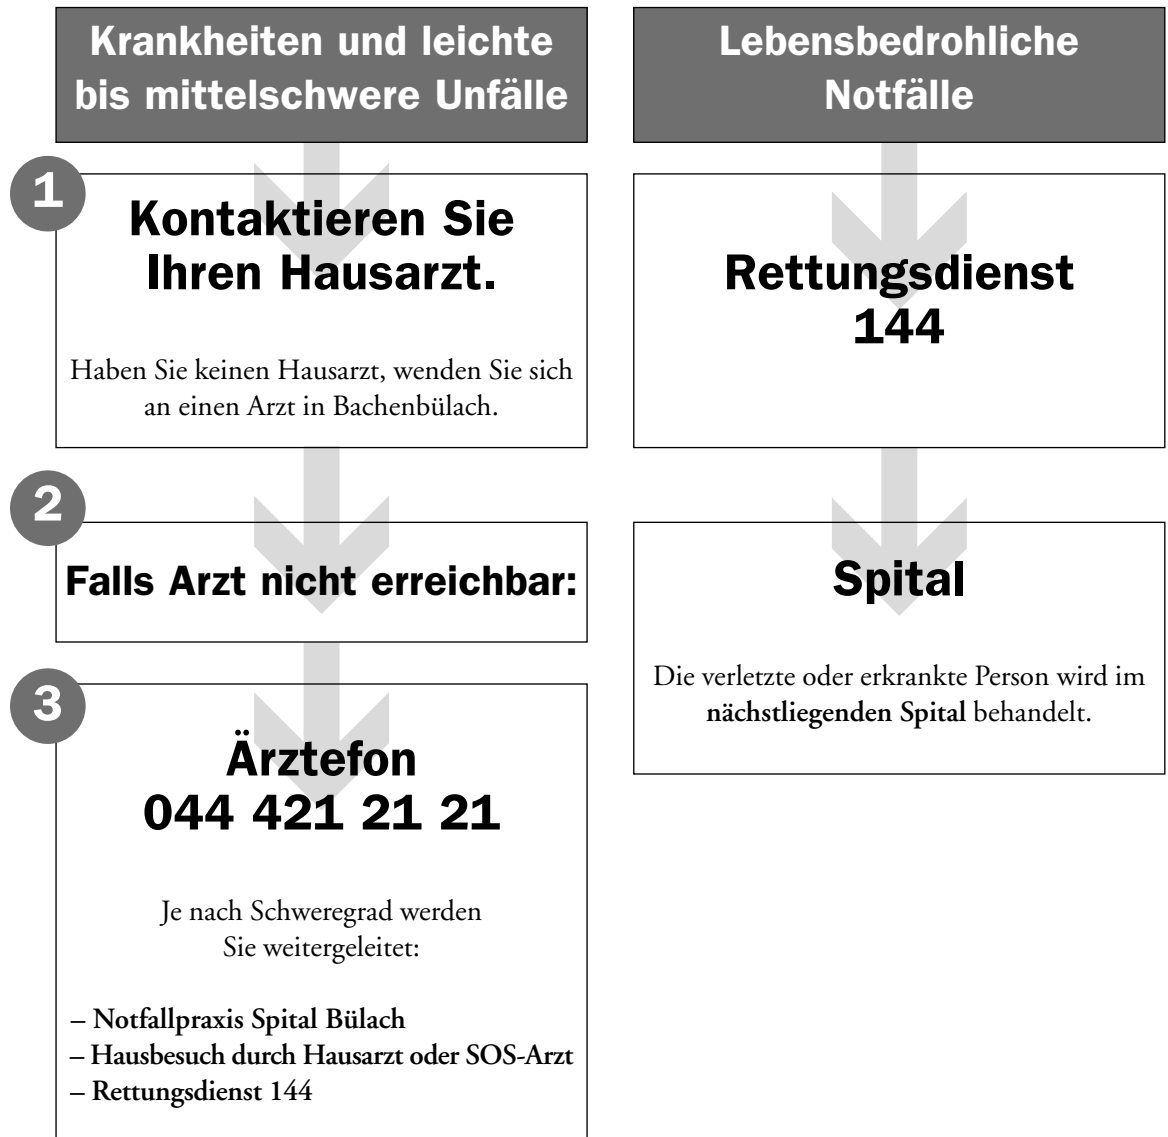 Krankheiten und leichte
bis mittelschwere Unfälle
1
Kontaktieren Sie
Ihren Hausarzt.
Haben Sie keinen Hausarzt, wenden Sie sich
an einen Arzt in Bachenbülach.
2
Falls Arzt nicht erreichbar:
3
Ärztefon
044 421 21 21
Je nach Schweregrad werden
Sie weitergeleitet:
– Notfallpraxis Spital Bülach
– Hausbesuch durch Hausarzt oder SOS-Arzt
– Rettungsdienst 144
Lebensbedrohliche
Notfälle
Rettungsdienst
144
Spital
Die verletzte oder erkrankte Person wird im
nächstliegenden Spital behandelt.